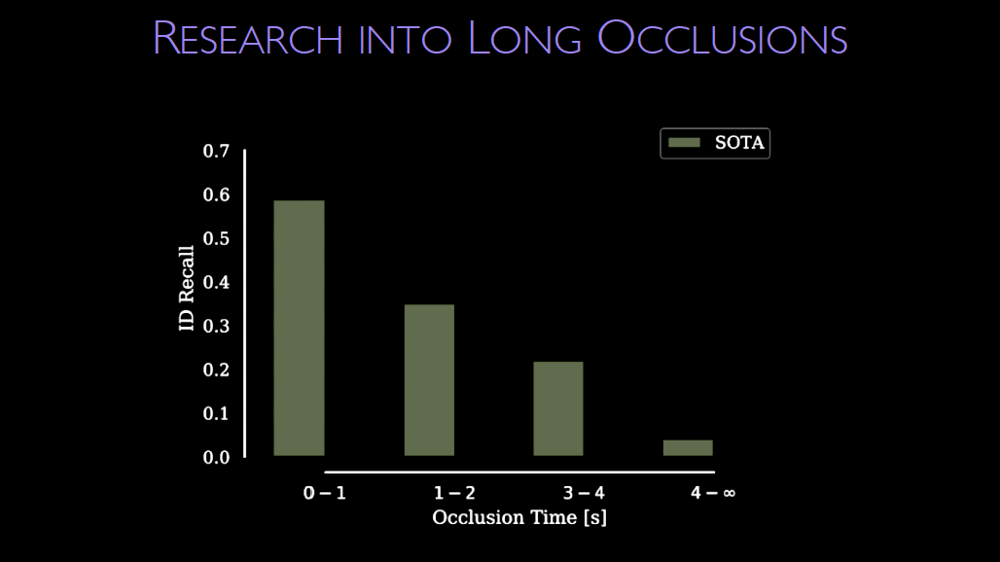 RESEARCH INTO LONG OCCLUSIONS
SOTA
0.7
0.6
0.5
0.4
0.3
0.2
0.1
0.0
ID Recall
0 − 1
1 − 2
3 − 4
4 − ∞
Occlusion Time [s]